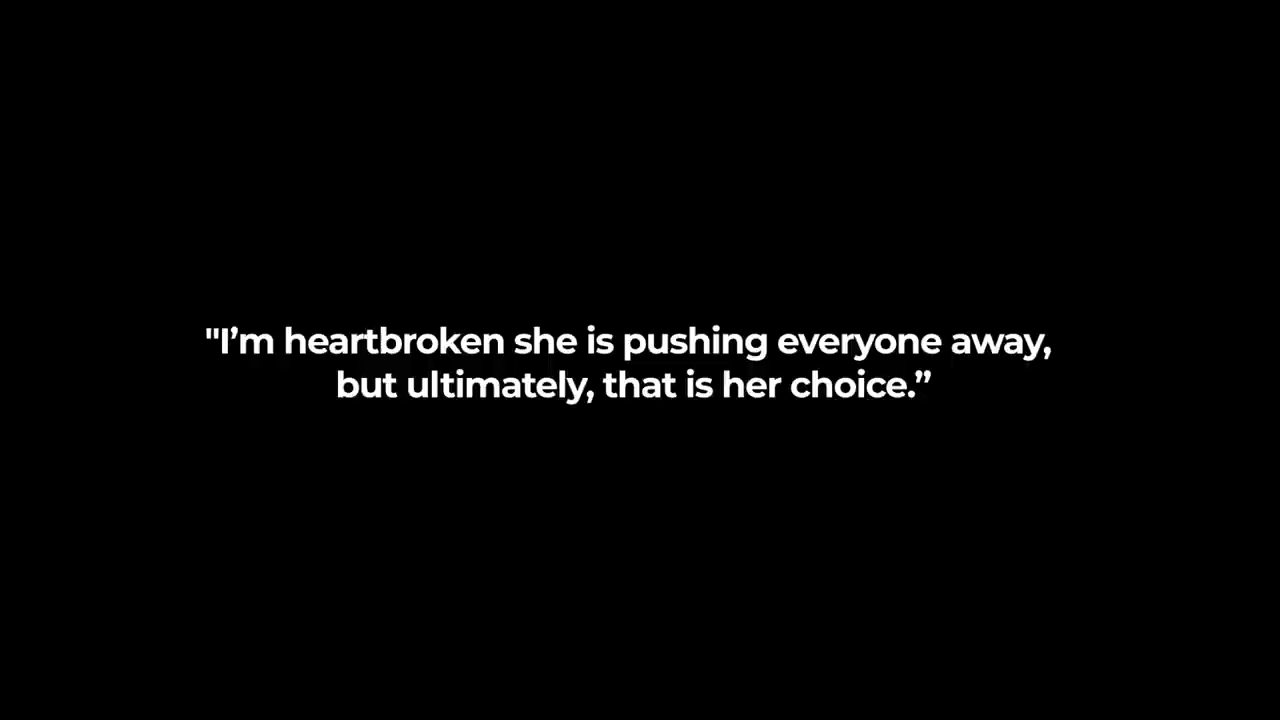 "I’m heartbroken she is pushing everyone away,
but ultimately, that is her choice.”